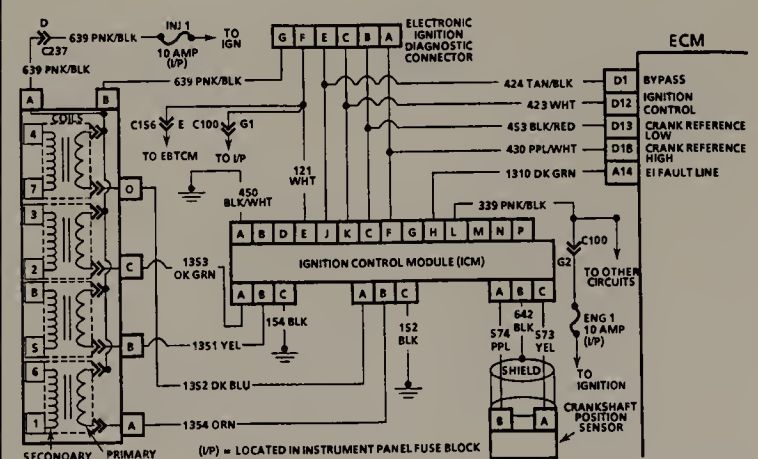 D
C237
639 PNK/BLK
INJ 1
10 AMP
(I/P)
TO
IGN
639 PNK/BLK
639 PNK/BLK
G F E C B A
ELECTRONIC
IGNITION
DIAGNOSTIC
CONNECTOR
ECM
424 TAN/BLK
D1 BYPASS
423 WHT
D12 IGNITION
CONTROL
453 BLK/RED
D13 CRANK REFERENCE
LOW
430 PPL/WHT
D18 CRANK REFERENCE
HIGH
1310 DK GRN
A14 EI FAULT LINE
A B
COILS
4
7
3
2
8
5
6
1
O
C
B
A
SECONDARY
PRIMARY
C156 E
TO EBTCM
C100 G1
TO I/P
450
BLK/WHT
121
WHT
339 PNK/BLK
C100
G2
TO OTHER
CIRCUITS
ENG 1
10 AMP
(I/P)
TO
IGNITION
A B D E J K C F G H L M N P
IGNITION CONTROL MODULE (ICM)
A B C
A B C
A B C
1353
DK GRN
154 BLK
1351 YEL
1352 DK BLU
1354 ORN
152
BLK
574
PPL
642
BLK
573
YEL
SHIELD
B A
CRANKSHAFT
POSITION
SENSOR
(I/P) = LOCATED IN INSTRUMENT PANEL FUSE BLOCK